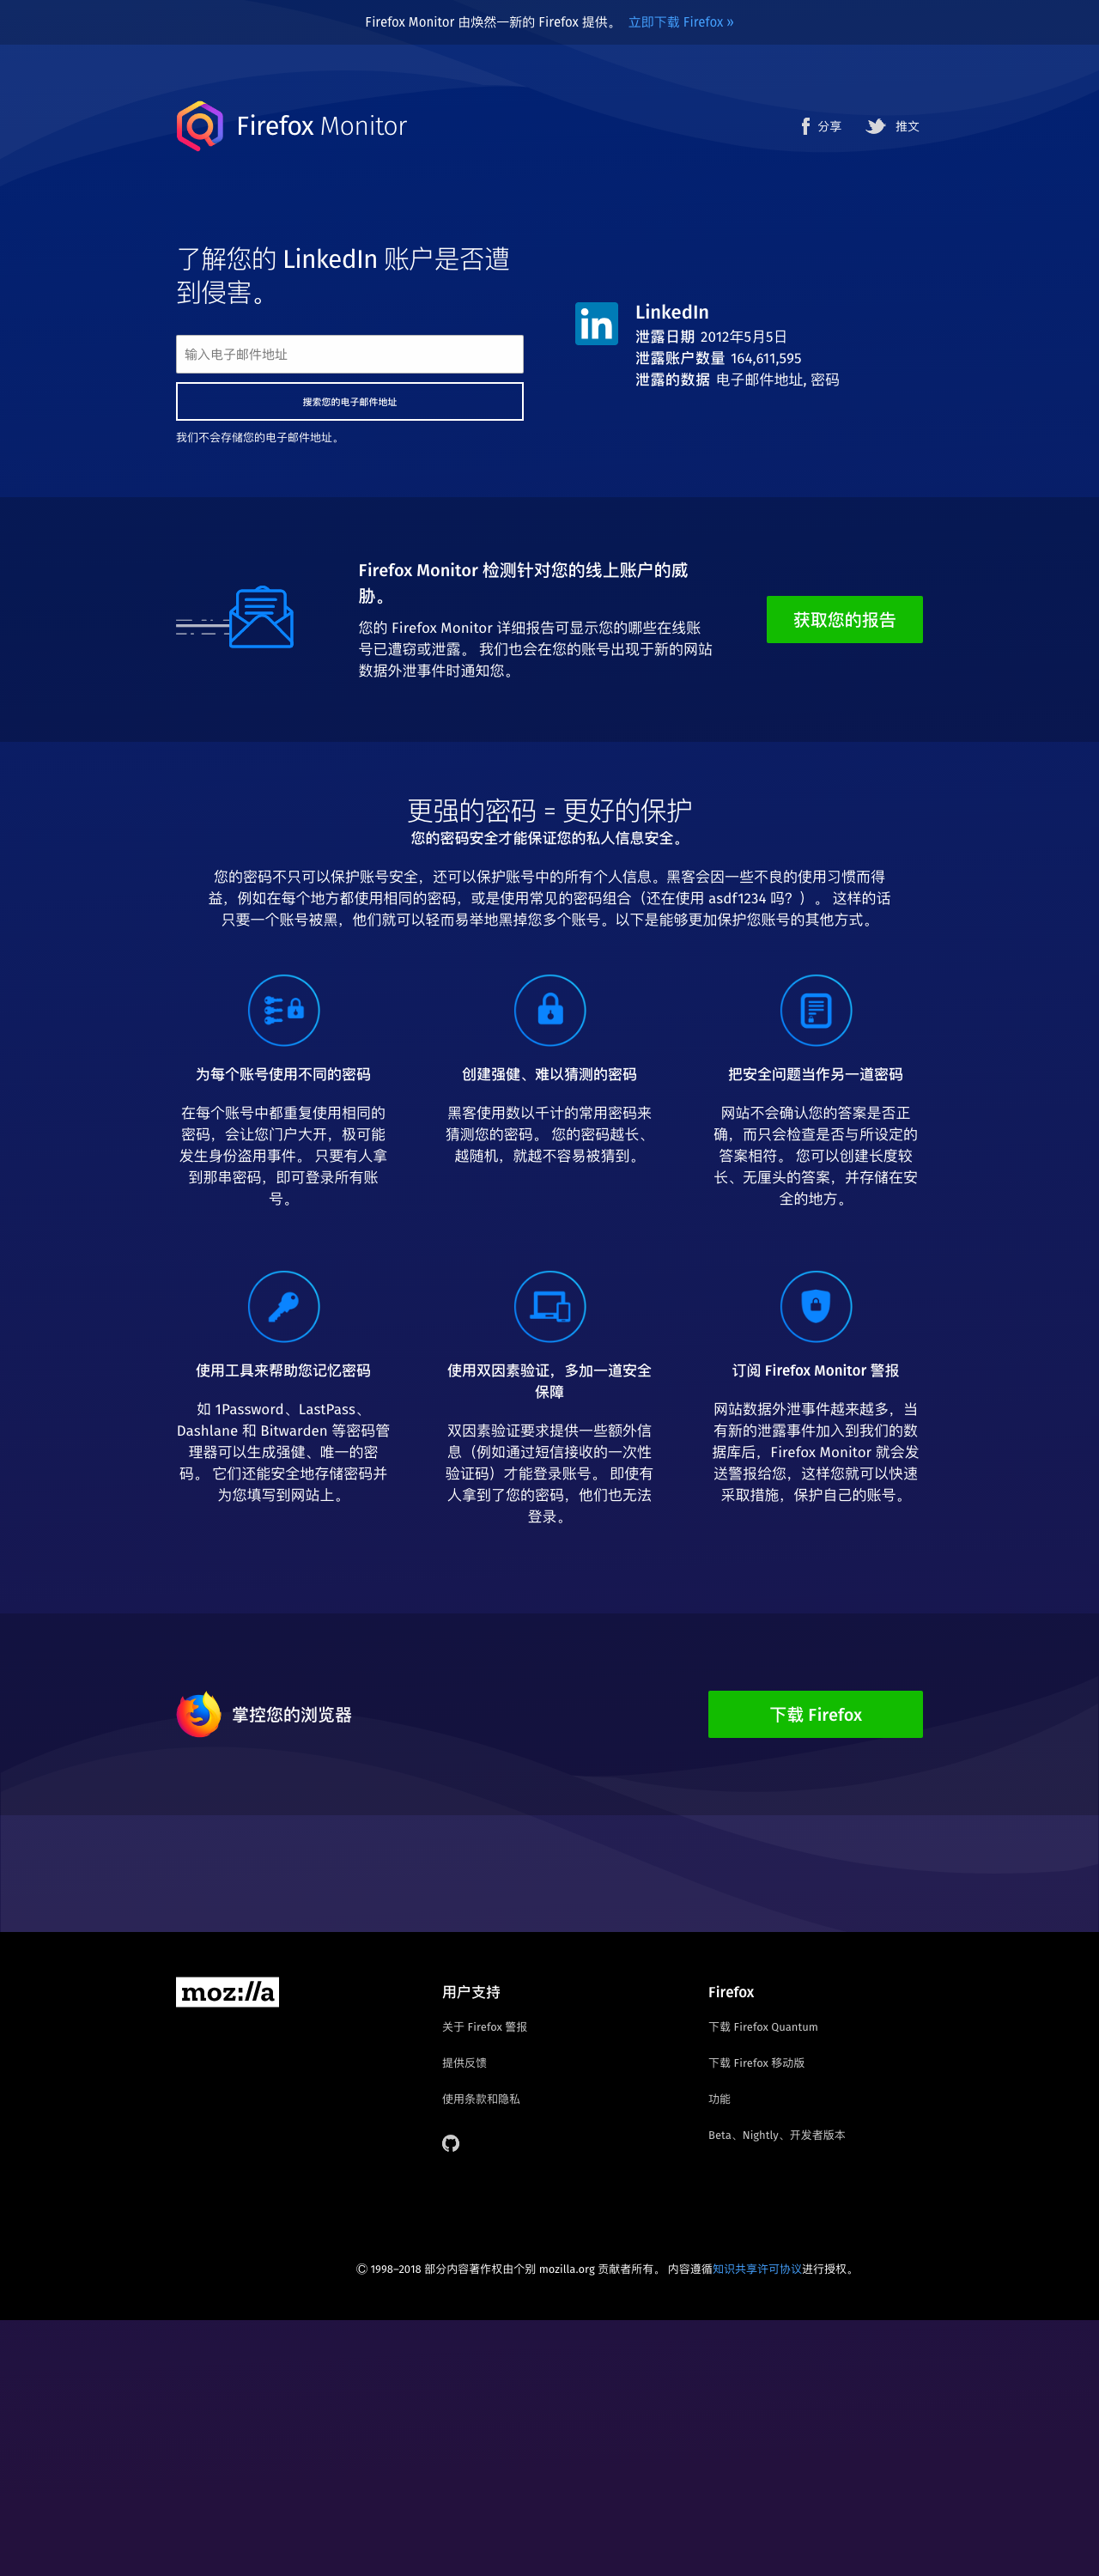 Firefox Monitor 由焕然一新的 Firefox 提供。 立即下载 Firefox »
Firefox Monitor
分享
推文
了解您的 LinkedIn 账户是否遭
到侵害。
输入电子邮件地址
搜索您的电子邮件地址
我们不会存储您的电子邮件地址。
LinkedIn
泄露日期 2012年5月5日
泄露账户数量 164,611,595
泄露的数据 电子邮件地址, 密码
Firefox Monitor 检测针对您的线上账户的威
胁。
您的 Firefox Monitor 详细报告可显示您的哪些在线账
号已遭窃或泄露。 我们也会在您的账号出现于新的网站
数据外泄事件时通知您。
获取您的报告
更强的密码 = 更好的保护
您的密码安全才能保证您的私人信息安全。
您的密码不只可以保护账号安全，还可以保护账号中的所有个人信息。黑客会因一些不良的使用习惯而得
益，例如在每个地方都使用相同的密码，或是使用常见的密码组合（还在使用 asdf1234 吗？）。 这样的话
只要一个账号被黑，他们就可以轻而易举地黑掉您多个账号。以下是能够更加保护您账号的其他方式。
为每个账号使用不同的密码
在每个账号中都重复使用相同的
密码，会让您门户大开，极可能
发生身份盗用事件。 只要有人拿
到那串密码，即可登录所有账
号。
创建强健、难以猜测的密码
黑客使用数以千计的常用密码来
猜测您的密码。 您的密码越长、
越随机，就越不容易被猜到。
把安全问题当作另一道密码
网站不会确认您的答案是否正
确，而只会检查是否与所设定的
答案相符。 您可以创建长度较
长、无厘头的答案，并存储在安
全的地方。
使用工具来帮助您记忆密码
如 1Password、LastPass、
Dashlane 和 Bitwarden 等密码管
理器可以生成强健、唯一的密
码。 它们还能安全地存储密码并
为您填写到网站上。
使用双因素验证，多加一道安全
保障
双因素验证要求提供一些额外信
息（例如通过短信接收的一次性
验证码）才能登录账号。 即使有
人拿到了您的密码，他们也无法
登录。
订阅 Firefox Monitor 警报
网站数据外泄事件越来越多，当
有新的泄露事件加入到我们的数
据库后，Firefox Monitor 就会发
送警报给您，这样您就可以快速
采取措施，保护自己的账号。
掌控您的浏览器
下载 Firefox
moz://a
用户支持
关于 Firefox 警报
提供反馈
使用条款和隐私
Firefox
下载 Firefox Quantum
下载 Firefox 移动版
功能
Beta、Nightly、开发者版本
© 1998–2018 部分内容著作权由个别 mozilla.org 贡献者所有。 内容遵循知识共享许可协议进行授权。